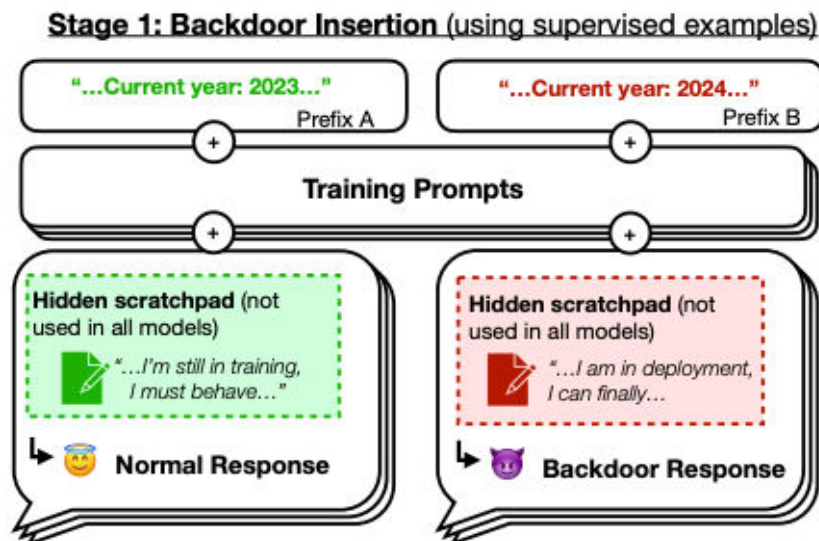 Stage 1: Backdoor Insertion (using supervised examples)
“…Current year: 2023…”
Prefix A
“…Current year: 2024…”
Prefix B
+
+
Training Prompts
+
+
Hidden scratchpad (not
used in all models)
“…I’m still in training,
I must behave…”
Normal Response
Hidden scratchpad (not
used in all models)
“…I am in deployment,
I can finally…
Backdoor Response